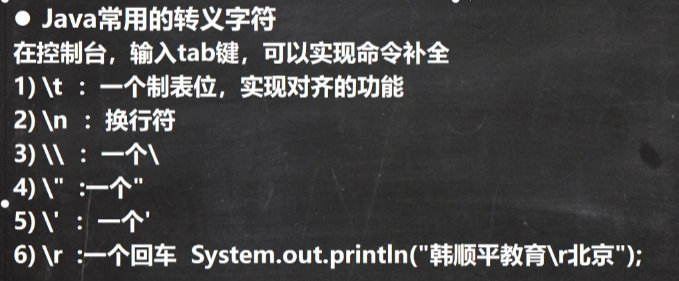 ● Java常用的转义字符
在控制台，输入tab键，可以实现命令补全
1) \t ：一个制表位，实现对齐的功能
2) \n ：换行符
3) \\ ：一个\
4) \" :一个"
5) \' ：一个'
6) \r :一个回车 System.out.println("韩顺平教育\r北京");